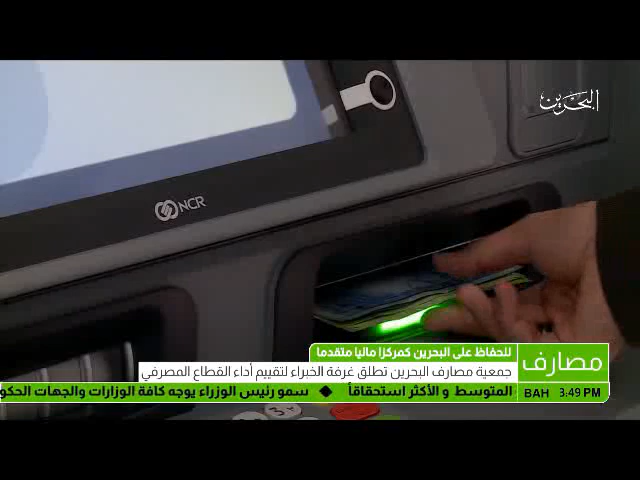 البحرين
NCR
للحفاظ على البحرين كمركزا ماليا متقدما
مصارف
جمعية مصارف البحرين تطلق غرفة الخبراء لتقييم أداء القطاع المصرفي
المتوسط و الأكثر استحقاقاً ◆ سمو رئيس الوزراء يوجه كافة الوزارات والجهات الحكو
BAH 3:49 PM
3